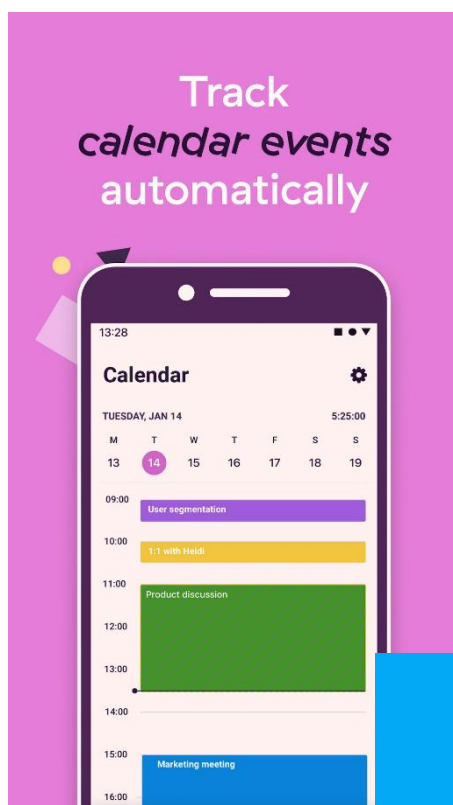 Track
calendar events
automatically
13:28
Calendar
TUESDAY, JAN 14 5:25:00
M T W T F S S
13 14 15 16 17 18 19
09:00
User segmentation
10:00
1:1 with Heidi
11:00
Product discussion
12:00
13:00
14:00
15:00
Marketing meeting
16:00